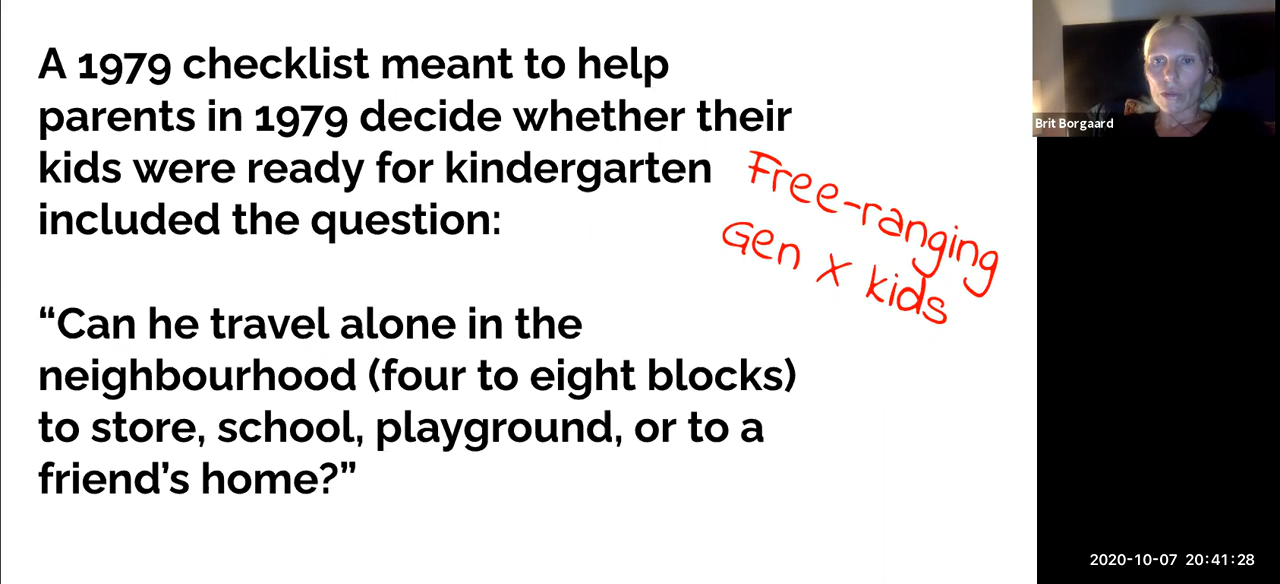 A 1979 checklist meant to help
parents in 1979 decide whether their
kids were ready for kindergarten
included the question:
“Can he travel alone in the
neighbourhood (four to eight blocks)
to store, school, playground, or to a
friend’s home?”
Free-ranging
Gen X kids
Brit Borgaard
2020-10-07 20:41:28